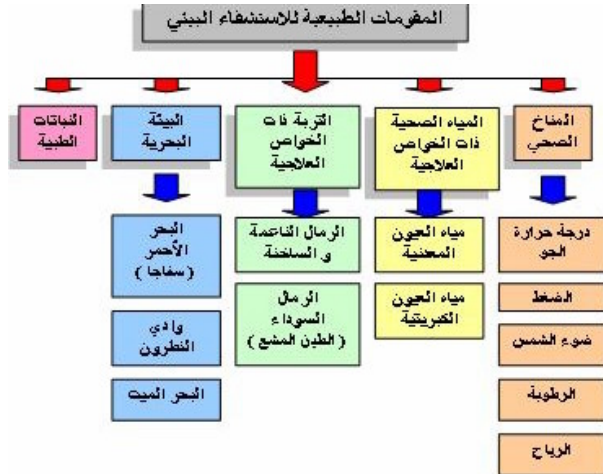 المقومات الطبيعية للاستشفاء البيئي
المناخ
الصحي
المياه الصحية
ذات الخواص
العلاجية
التربة ذات
الخواص
العلاجية
البيئة
البحرية
النباتات
الطبية
درجة حرارة
الجو
الضغط
ضوء الشمس
الرطوبة
الرياح
مياه العيون
المعدنية
مياه العيون
الكبريتية
الرمال الناعمة
و الساخنة
الرمال
السوداء
(الطين المشع )
البحر
الأحمر
(سفاجا )
وادي
النطرون
البحر الميت